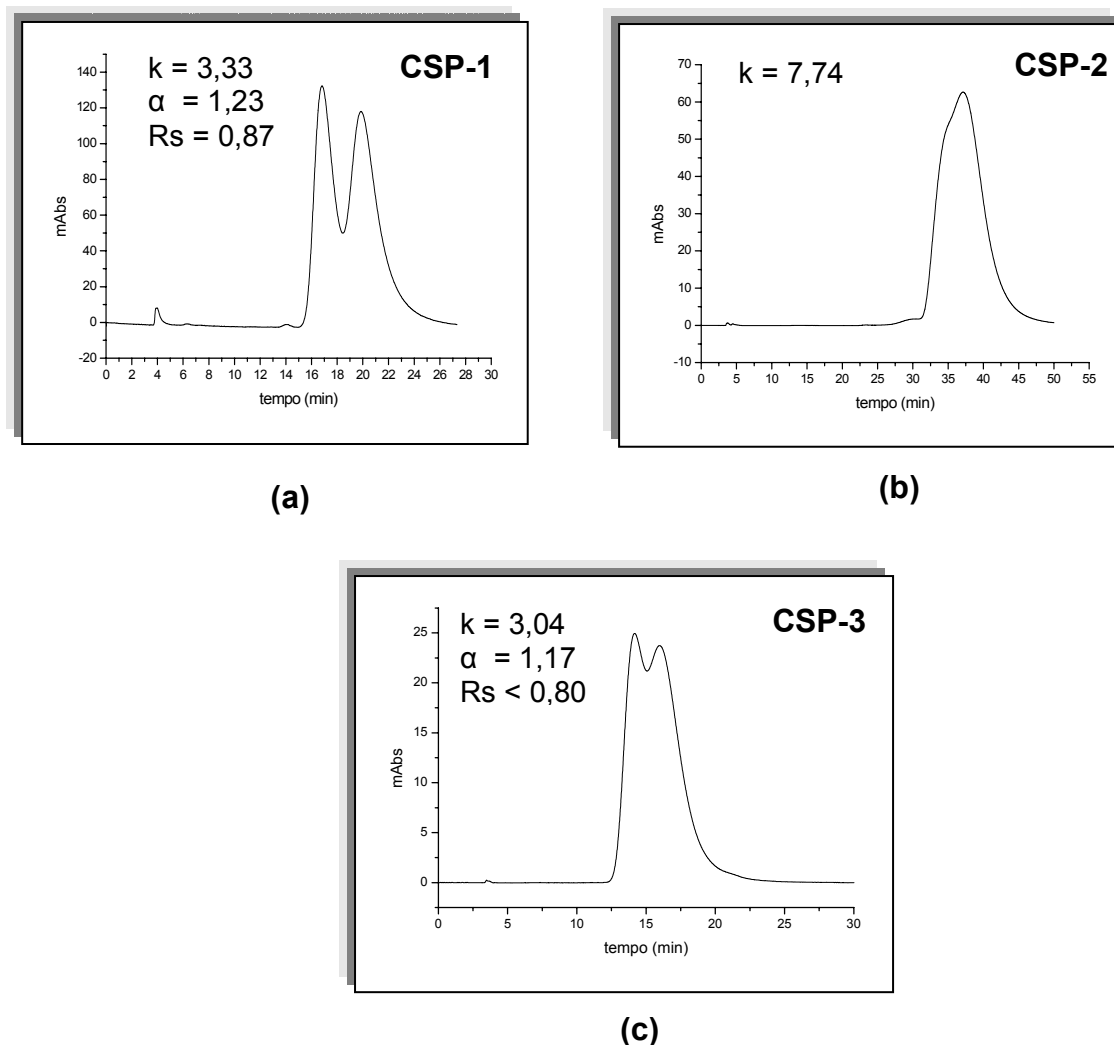 CSP-1
k = 3,33
α = 1,23
Rs = 0,87
mAbs
140
120
100
80
60
40
20
0
-20
0 2 4 6 8 10 12 14 16 18 20 22 24 26 28 30
tempo (min)
(a)
CSP-2
k = 7,74
mAbs
70
60
50
40
30
20
10
0
-10
0 5 10 15 20 25 30 35 40 45 50 55
tempo (min)
(b)
CSP-3
k = 3,04
α = 1,17
Rs < 0,80
mAbs
25
20
15
10
5
0
0 5 10 15 20 25 30
tempo (min)
(c)